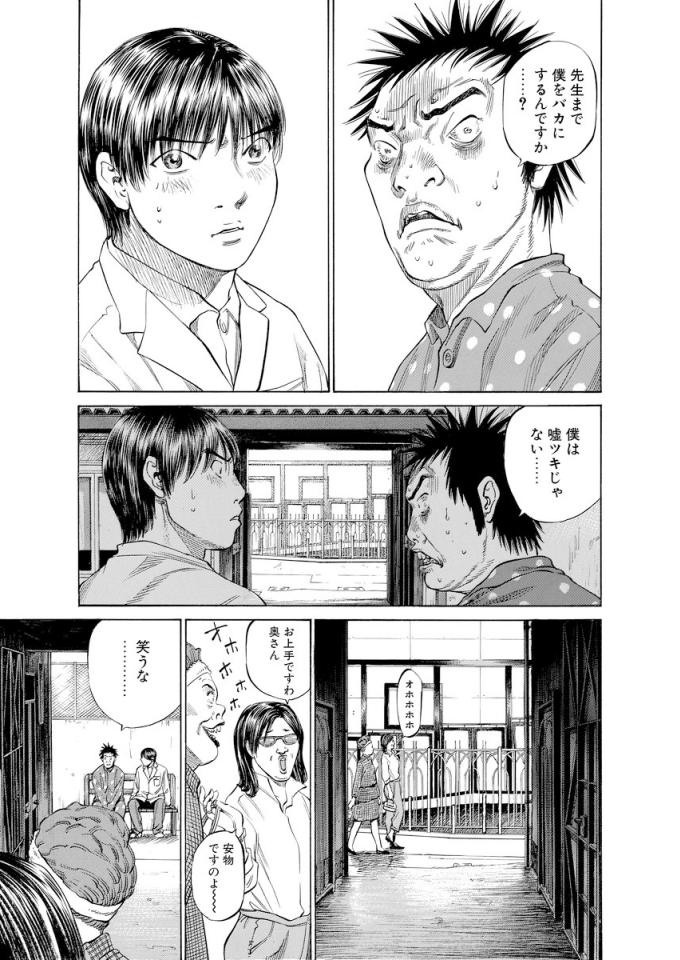 先生まで
僕をバカに
するんですか
……？
僕は
嘘ツキじゃ
ない……
オホホホホ
お上手ですわ
奥さん
オホホ
ホホ
安物
ですのよ～～
笑うな
…………